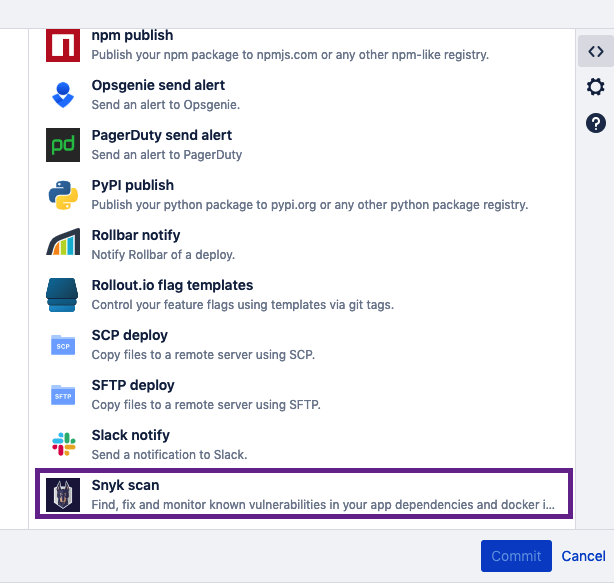 npm publish
Publish your npm package to npmjs.com or any other npm-like registry.
Opsgenie send alert
Send an alert to Opsgenie.
pd
PagerDuty send alert
Send an alert to PagerDuty
PyPI publish
Publish your python package to pypi.org or any other python package registry.
Rollbar notify
Notify Rollbar of a deploy.
Rollout.io flag templates
Control your feature flags using templates via git tags.
SCP
SCP deploy
Copy files to a remote server using SCP.
SFTP
SFTP deploy
Copy files to a remote server using SFTP.
Slack notify
Send a notification to Slack.
Snyk scan
Find, fix and monitor known vulnerabilities in your app dependencies and docker i...
Commit Cancel